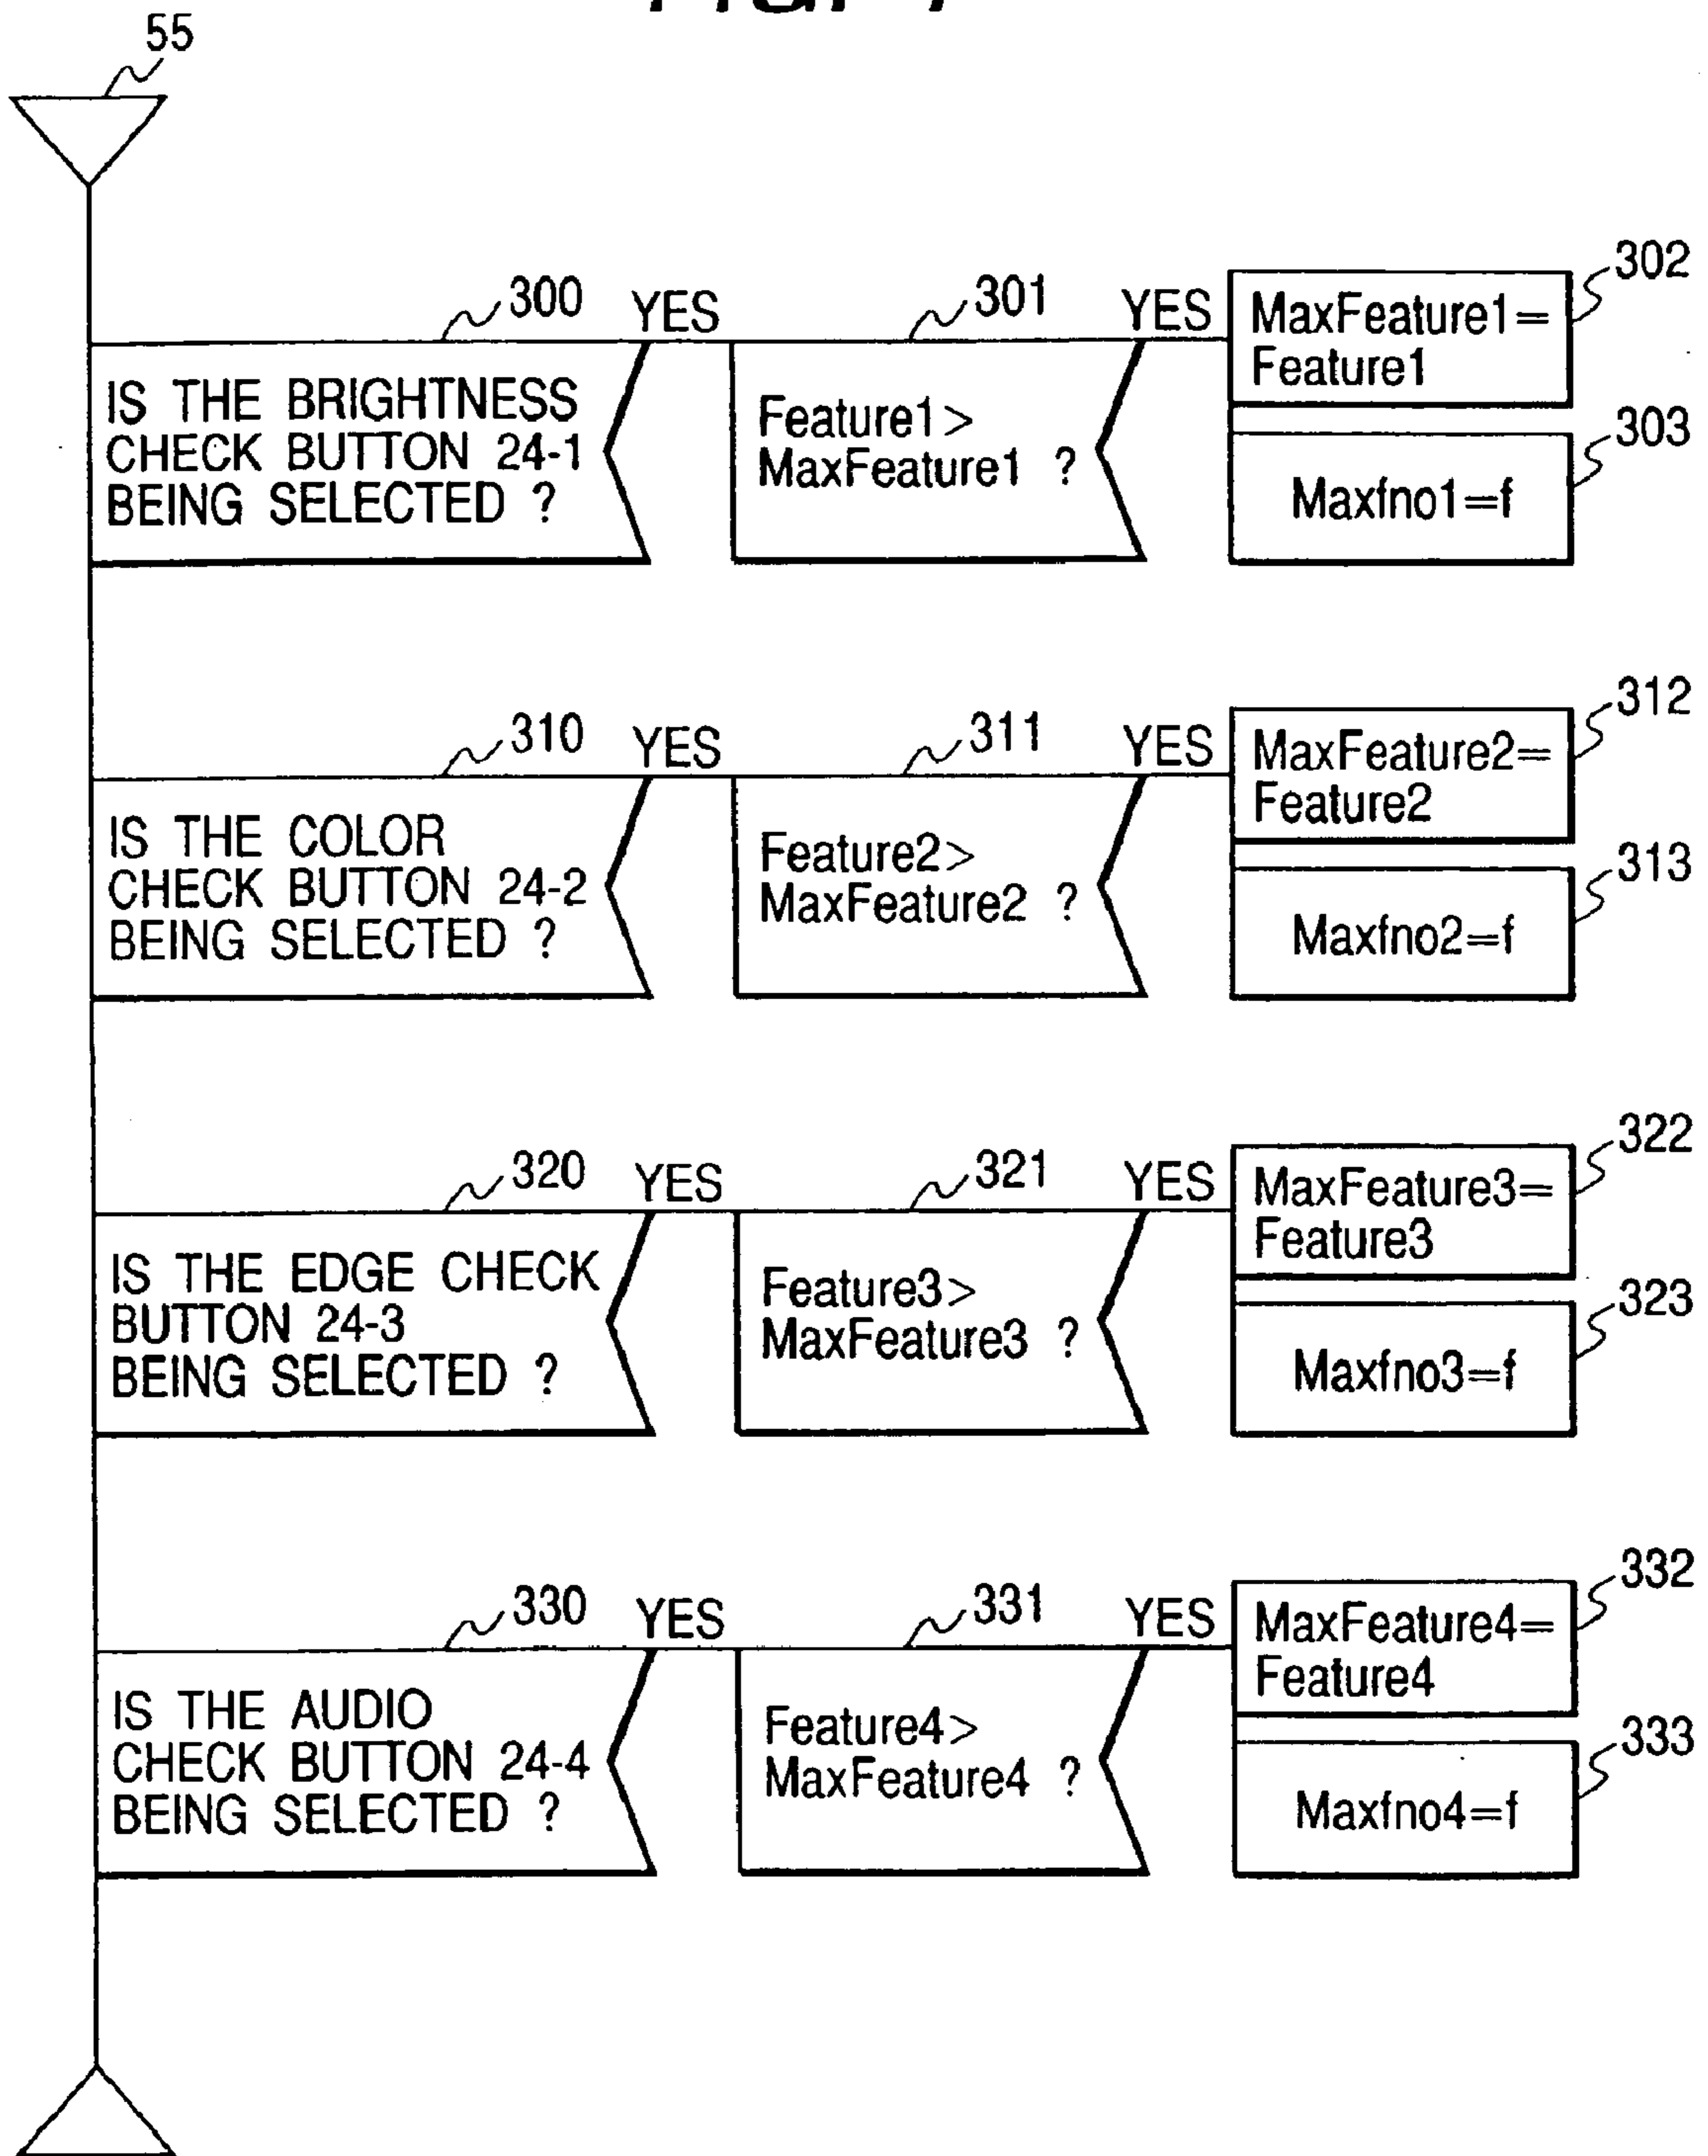 55
300 YES 301 YES 302
IS THE BRIGHTNESS
CHECK BUTTON 24-1
BEING SELECTED ?
Feature1>
MaxFeature1 ?
MaxFeature1=
Feature1
303
Maxfno1=f
310 YES 311 YES 312
IS THE COLOR
CHECK BUTTON 24-2
BEING SELECTED ?
Feature2>
MaxFeature2 ?
MaxFeature2=
Feature2
313
Maxfno2=f
320 YES 321 YES 322
IS THE EDGE CHECK
BUTTON 24-3
BEING SELECTED ?
Feature3>
MaxFeature3 ?
MaxFeature3=
Feature3
323
Maxfno3=f
330 YES 331 YES 332
IS THE AUDIO
CHECK BUTTON 24-4
BEING SELECTED ?
Feature4>
MaxFeature4 ?
MaxFeature4=
Feature4
333
Maxfno4=f